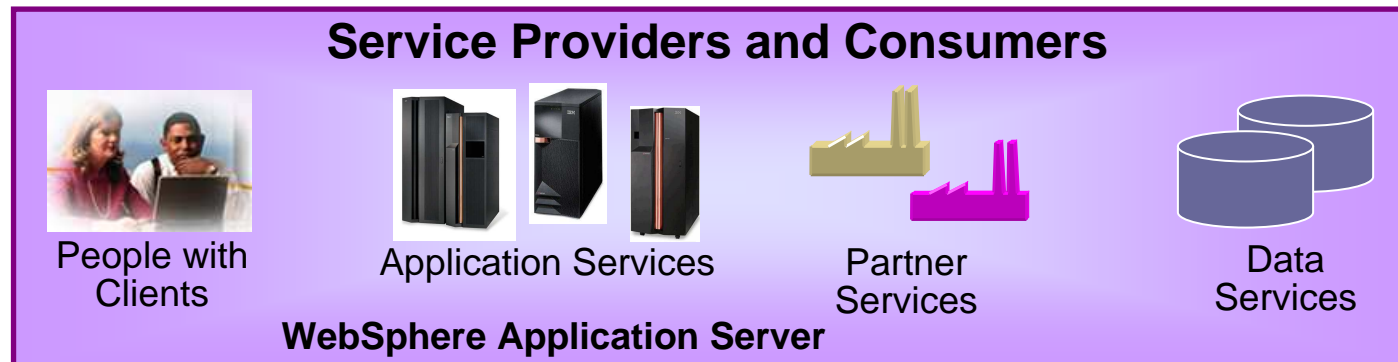 Service Providers and Consumers
People with
Clients
Application Services
Partner
Services
Data
Services
WebSphere Application Server